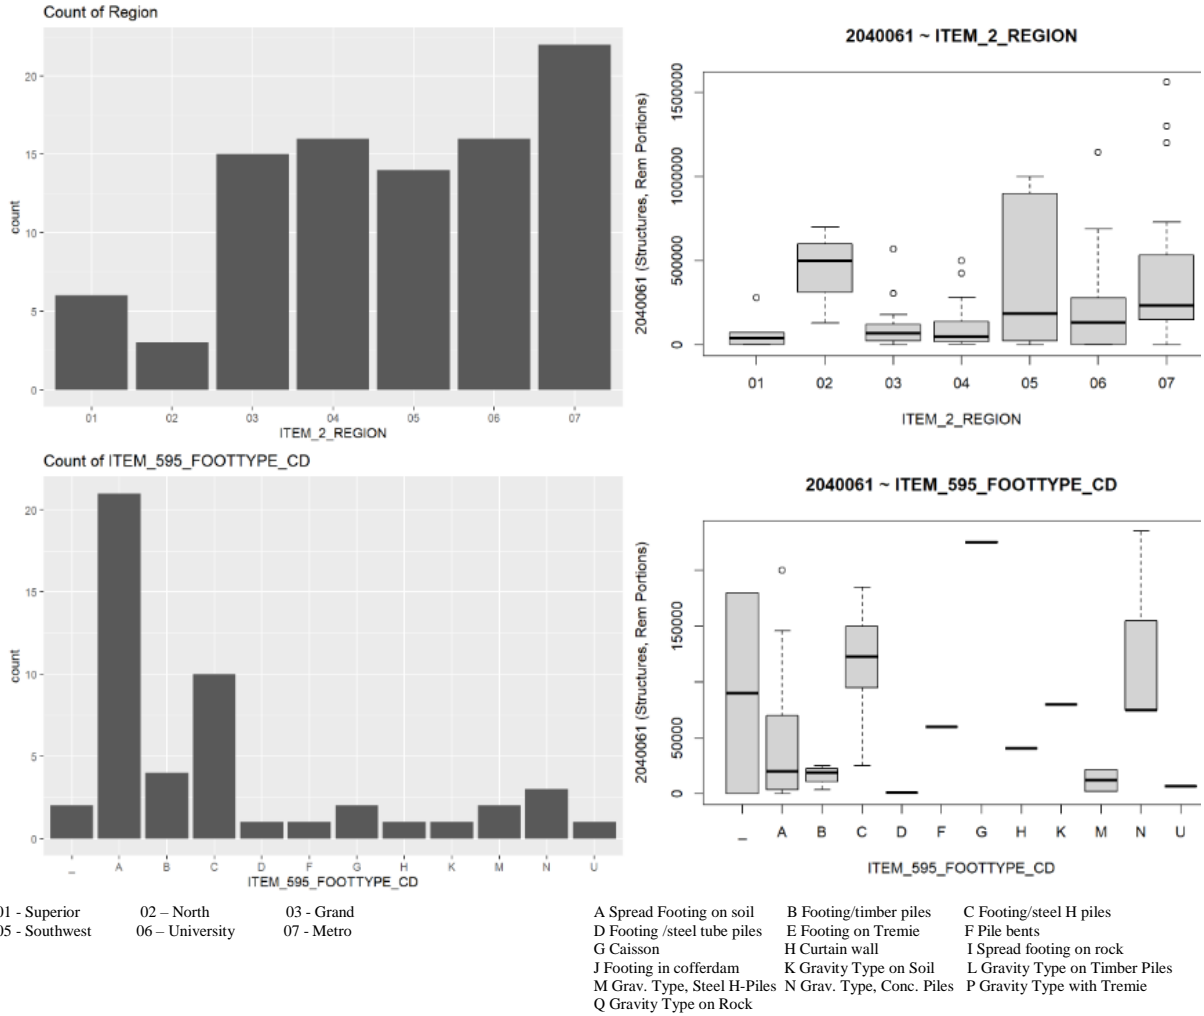 Count of Region
20
15
10
5
0
count
01 02 03 04 05 06 07
ITEM_2_REGION
2040061 ~ ITEM_2_REGION
1500000
1000000
500000
0
2040061 (Structures, Rem Portions)
01 02 03 04 05 06 07
ITEM_2_REGION
Count of ITEM_595_FOOTTYPE_CD
20
15
10
5
0
count
_ A B C D F G H K M N U
ITEM_595_FOOTTYPE_CD
2040061 ~ ITEM_595_FOOTTYPE_CD
150000
50000
0
2040061 (Structures, Rem Portions)
_ A B C D F G H K M N U
ITEM_595_FOOTTYPE_CD
01 - Superior 02 – North 03 - Grand
05 - Southwest 06 – University 07 - Metro
A Spread Footing on soil B Footing/timber piles C Footing/steel H piles
D Footing /steel tube piles E Footing on Tremie F Pile bents
G Caisson H Curtain wall I Spread footing on rock
J Footing in cofferdam K Gravity Type on Soil L Gravity Type on Timber Piles
M Grav. Type, Steel H-Piles N Grav. Type, Conc. Piles P Gravity Type with Tremie
Q Gravity Type on Rock